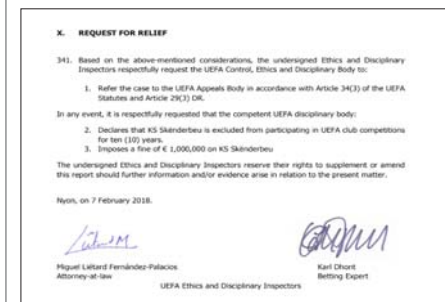 X. REQUEST FOR RELIEF
341. Based on the above-mentioned considerations, the undersigned Ethics and Disciplinary
Inspectors respectfully request the UEFA Control, Ethics and Disciplinary Body to:
1. Refer the case to the UEFA Appeals Body in accordance with Article 34(3) of the UEFA
Statutes and Article 29(3) DR.
In any event, it is respectfully requested that the competent UEFA disciplinary body:
2. Declares that KS Skënderbeu is excluded from participating in UEFA club competitions
for ten (10) years.
3. Imposes a fine of € 1,000,000 on KS Skënderbeu
The undersigned Ethics and Disciplinary Inspectors reserve their rights to supplement or amend
this report should further information and/or evidence arise in relation to the present matter.
Nyon, on 7 February 2018.
Miguel Liétard Fernández-Palacios
Attorney-at-law
Karl Dhont
Betting Expert
UEFA Ethics and Disciplinary Inspectors